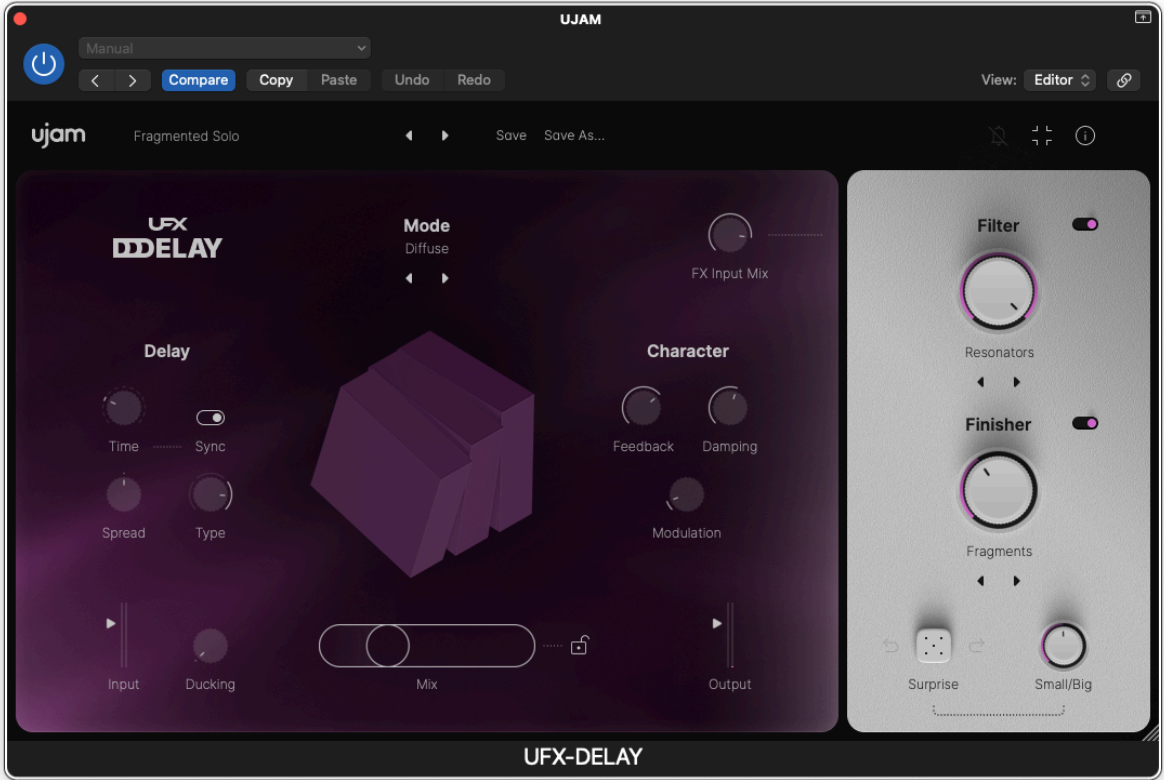 UJAM
Manual
Compare Copy Paste Undo Redo View: Editor
ujam Fragmented Solo Save Save As...
UFX
DDDELAY
Mode
Diffuse
FX Input Mix
Delay
Time Sync
Spread Type
Input Ducking
Mix
Character
Feedback Damping
Modulation
Output
Filter
Resonators
Finisher
Fragments
Surprise Small/Big
UFX-DELAY